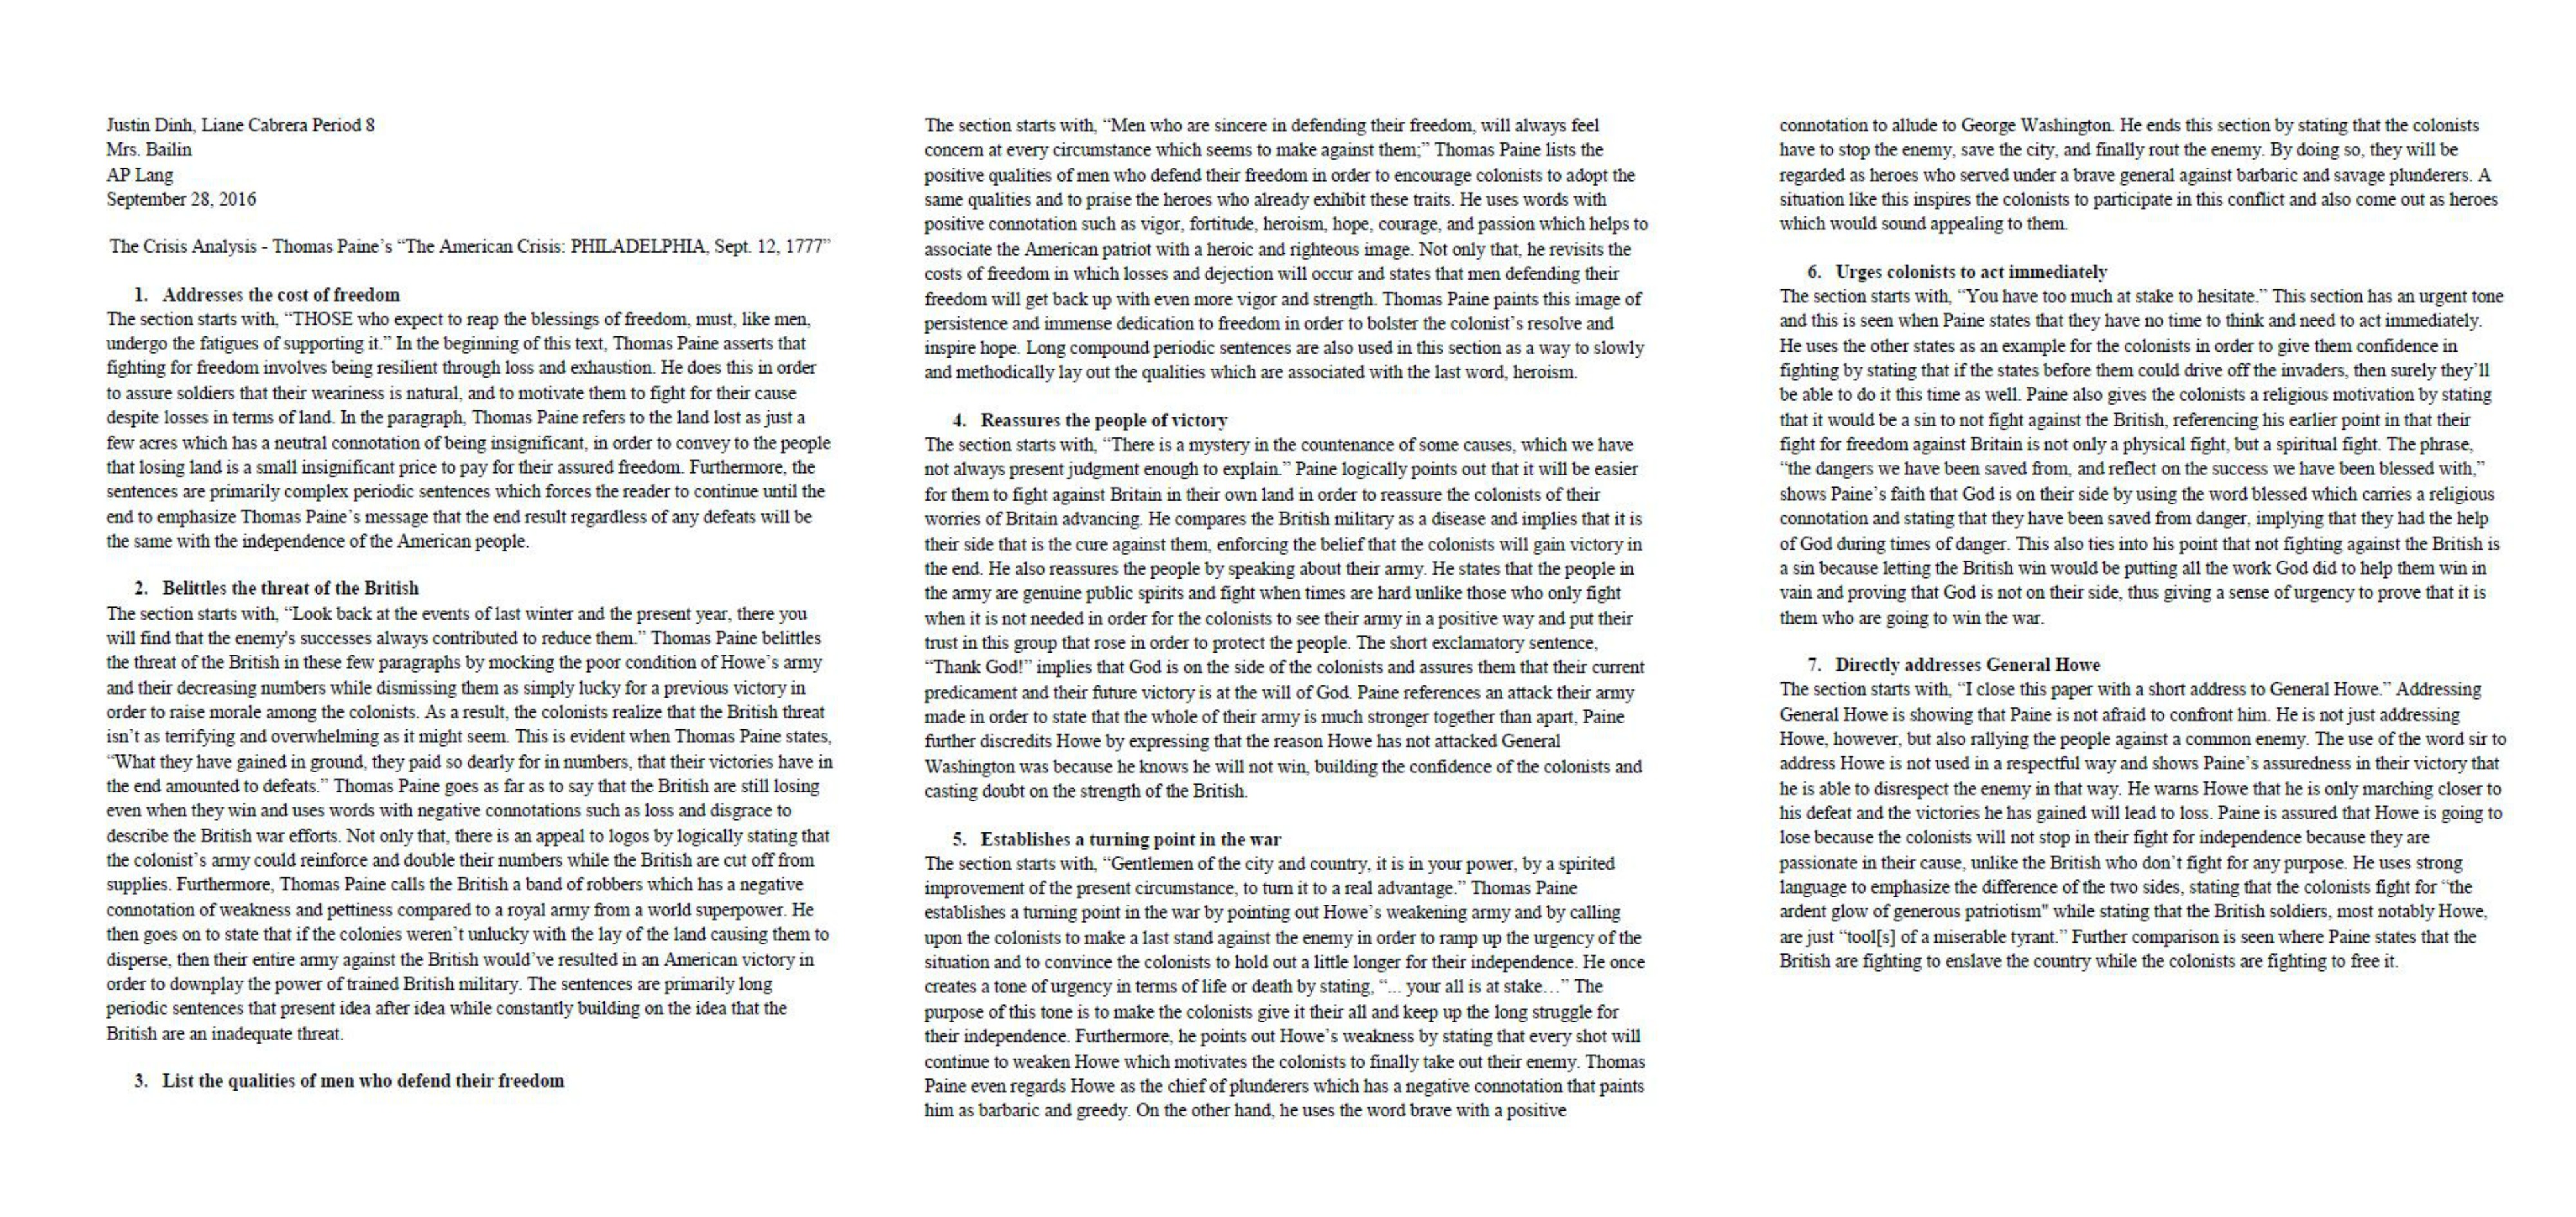 Justin Dinh, Liane Cabrera Period 8
Mrs. Bailin
AP Lang
September 28, 2016
The Crisis Analysis - Thomas Paine’s “The American Crisis: PHILADELPHIA, Sept. 12, 1777”
1. Addresses the cost of freedom
The section starts with, “THOSE who expect to reap the blessings of freedom, must, like men,
undergo the fatigues of supporting it.” In the beginning of this text, Thomas Paine asserts that
fighting for freedom involves being resilient through loss and exhaustion. He does this in order
to assure soldiers that their weariness is natural, and to motivate them to fight for their cause
despite losses in terms of land. In the paragraph, Thomas Paine refers to the land lost as just a
few acres which has a neutral connotation of being insignificant, in order to convey to the people
that losing land is a small insignificant price to pay for their assured freedom. Furthermore, the
sentences are primarily complex periodic sentences which forces the reader to continue until the
end to emphasize Thomas Paine’s message that the end result regardless of any defeats will be
the same with the independence of the American people.
2. Belittles the threat of the British
The section starts with, “Look back at the events of last winter and the present year, there you
will find that the enemy's successes always contributed to reduce them.” Thomas Paine belittles
the threat of the British in these few paragraphs by mocking the poor condition of Howe’s army
and their decreasing numbers while dismissing them as simply lucky for a previous victory in
order to raise morale among the colonists. As a result, the colonists realize that the British threat
isn’t as terrifying and overwhelming as it might seem. This is evident when Thomas Paine states,
“What they have gained in ground, they paid so dearly for in numbers, that their victories have in
the end amounted to defeats.” Thomas Paine goes as far as to say that the British are still losing
even when they win and uses words with negative connotations such as loss and disgrace to
describe the British war efforts. Not only that, there is an appeal to logos by logically stating that
the colonist’s army could reinforce and double their numbers while the British are cut off from
supplies. Furthermore, Thomas Paine calls the British a band of robbers which has a negative
connotation of weakness and pettiness compared to a royal army from a world superpower. He
then goes on to state that if the colonies weren’t unlucky with the lay of the land causing them to
disperse, then their entire army against the British would’ve resulted in an American victory in
order to downplay the power of trained British military. The sentences are primarily long
periodic sentences that present idea after idea while constantly building on the idea that the
British are an inadequate threat.
3. List the qualities of men who defend their freedom
The section starts with, “Men who are sincere in defending their freedom, will always feel
concern at every circumstance which seems to make against them;” Thomas Paine lists the
positive qualities of men who defend their freedom in order to encourage colonists to adopt the
same qualities and to praise the heroes who already exhibit these traits. He uses words with
positive connotation such as vigor, fortitude, heroism, hope, courage, and passion which helps to
associate the American patriot with a heroic and righteous image. Not only that, he revisits the
costs of freedom in which losses and dejection will occur and states that men defending their
freedom will get back up with even more vigor and strength. Thomas Paine paints this image of
persistence and immense dedication to freedom in order to bolster the colonist’s resolve and
inspire hope. Long compound periodic sentences are also used in this section as a way to slowly
and methodically lay out the qualities which are associated with the last word, heroism.
4. Reassures the people of victory
The section starts with, “There is a mystery in the countenance of some causes, which we have
not always present judgment enough to explain.” Paine logically points out that it will be easier
for them to fight against Britain in their own land in order to reassure the colonists of their
worries of Britain advancing. He compares the British military as a disease and implies that it is
their side that is the cure against them, enforcing the belief that the colonists will gain victory in
the end. He also reassures the people by speaking about their army. He states that the people in
the army are genuine public spirits and fight when times are hard unlike those who only fight
when it is not needed in order for the colonists to see their army in a positive way and put their
trust in this group that rose in order to protect the people. The short exclamatory sentence,
“Thank God!” implies that God is on the side of the colonists and assures them that their current
predicament and their future victory is at the will of God. Paine references an attack their army
made in order to state that the whole of their army is much stronger together than apart, Paine
further discredits Howe by expressing that the reason Howe has not attacked General
Washington was because he knows he will not win, building the confidence of the colonists and
casting doubt on the strength of the British.
5. Establishes a turning point in the war
The section starts with, “Gentlemen of the city and country, it is in your power, by a spirited
improvement of the present circumstance, to turn it to a real advantage.” Thomas Paine
establishes a turning point in the war by pointing out Howe’s weakening army and by calling
upon the colonists to make a last stand against the enemy in order to ramp up the urgency of the
situation and to convince the colonists to hold out a little longer for their independence. He once
creates a tone of urgency in terms of life or death by stating, “... your all is at stake…” The
purpose of this tone is to make the colonists give it their all and keep up the long struggle for
their independence. Furthermore, he points out Howe’s weakness by stating that every shot will
continue to weaken Howe which motivates the colonists to finally take out their enemy. Thomas
Paine even regards Howe as the chief of plunderers which has a negative connotation that paints
him as barbaric and greedy. On the other hand, he uses the word brave with a positive
connotation to allude to George Washington. He ends this section by stating that the colonists
have to stop the enemy, save the city, and finally rout the enemy. By doing so, they will be
regarded as heroes who served under a brave general against barbaric and savage plunderers. A
situation like this inspires the colonists to participate in this conflict and also come out as heroes
which would sound appealing to them.
6. Urges colonists to act immediately
The section starts with, “You have too much at stake to hesitate.” This section has an urgent tone
and this is seen when Paine states that they have no time to think and need to act immediately.
He uses the other states as an example for the colonists in order to give them confidence in
fighting by stating that if the states before them could drive off the invaders, then surely they’ll
be able to do it this time as well. Paine also gives the colonists a religious motivation by stating
that it would be a sin to not fight against the British, referencing his earlier point in that their
fight for freedom against Britain is not only a physical fight, but a spiritual fight. The phrase,
“the dangers we have been saved from, and reflect on the success we have been blessed with,”
shows Paine’s faith that God is on their side by using the word blessed which carries a religious
connotation and stating that they have been saved from danger, implying that they had the help
of God during times of danger. This also ties into his point that not fighting against the British is
a sin because letting the British win would be putting all the work God did to help them win in
vain and proving that God is not on their side, thus giving a sense of urgency to prove that it is
them who are going to win the war.
7. Directly addresses General Howe
The section starts with, “I close this paper with a short address to General Howe.” Addressing
General Howe is showing that Paine is not afraid to confront him. He is not just addressing
Howe, however, but also rallying the people against a common enemy. The use of the word sir to
address Howe is not used in a respectful way and shows Paine’s assuredness in their victory that
he is able to disrespect the enemy in that way. He warns Howe that he is only marching closer to
his defeat and the victories he has gained will lead to loss. Paine is assured that Howe is going to
lose because the colonists will not stop in their fight for independence because they are
passionate in their cause, unlike the British who don’t fight for any purpose. He uses strong
language to emphasize the difference of the two sides, stating that the colonists fight for “the
ardent glow of generous patriotism" while stating that the British soldiers, most notably Howe,
are just “tool[s] of a miserable tyrant.” Further comparison is seen where Paine states that the
British are fighting to enslave the country while the colonists are fighting to free it.